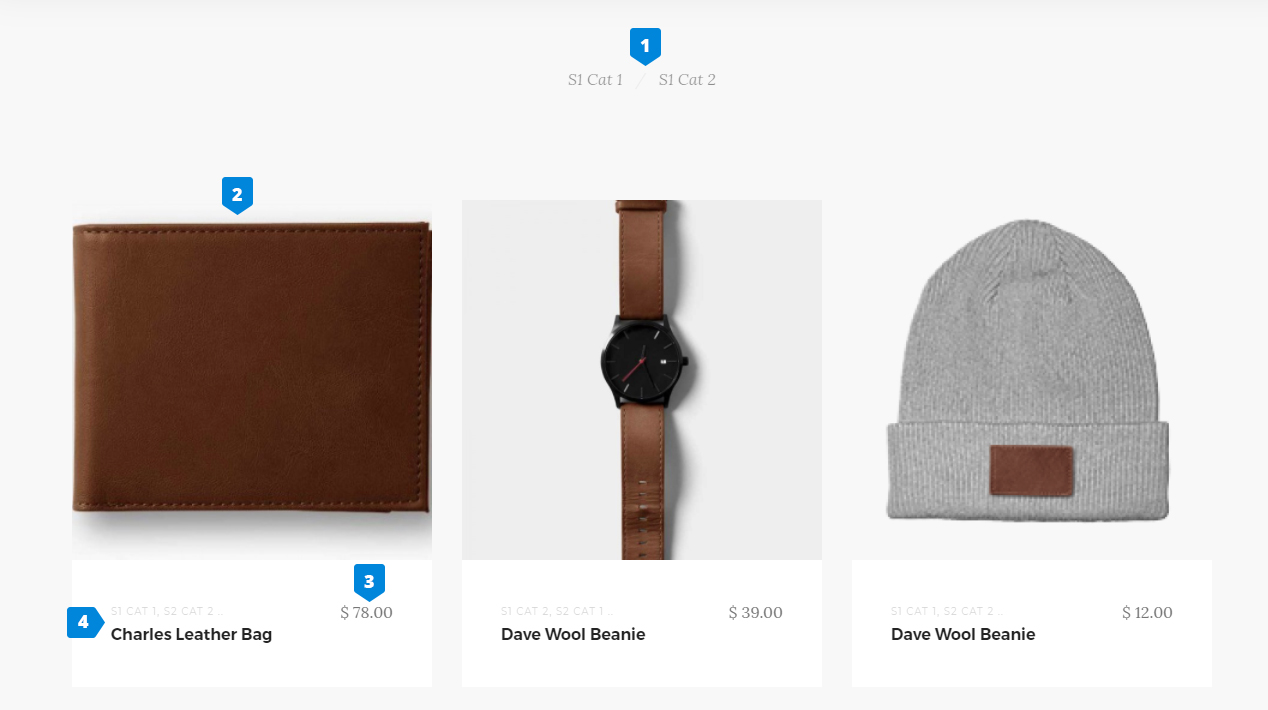 1
S1 Cat 1 / S1 Cat 2
2
3
4
S1 CAT 1, S2 CAT 2 ..
$ 78.00
Charles Leather Bag
S1 CAT 2, S2 CAT 1 ..
$ 39.00
Dave Wool Beanie
S1 CAT 1, S2 CAT 2 ..
$ 12.00
Dave Wool Beanie